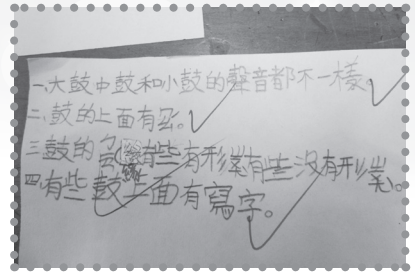 一、大鼓中鼓和小鼓的聲音都不一樣。
二、鼓的上面有
三鼓的有些有形狀有些沒有形狀。
四有些鼓上面有寫字。